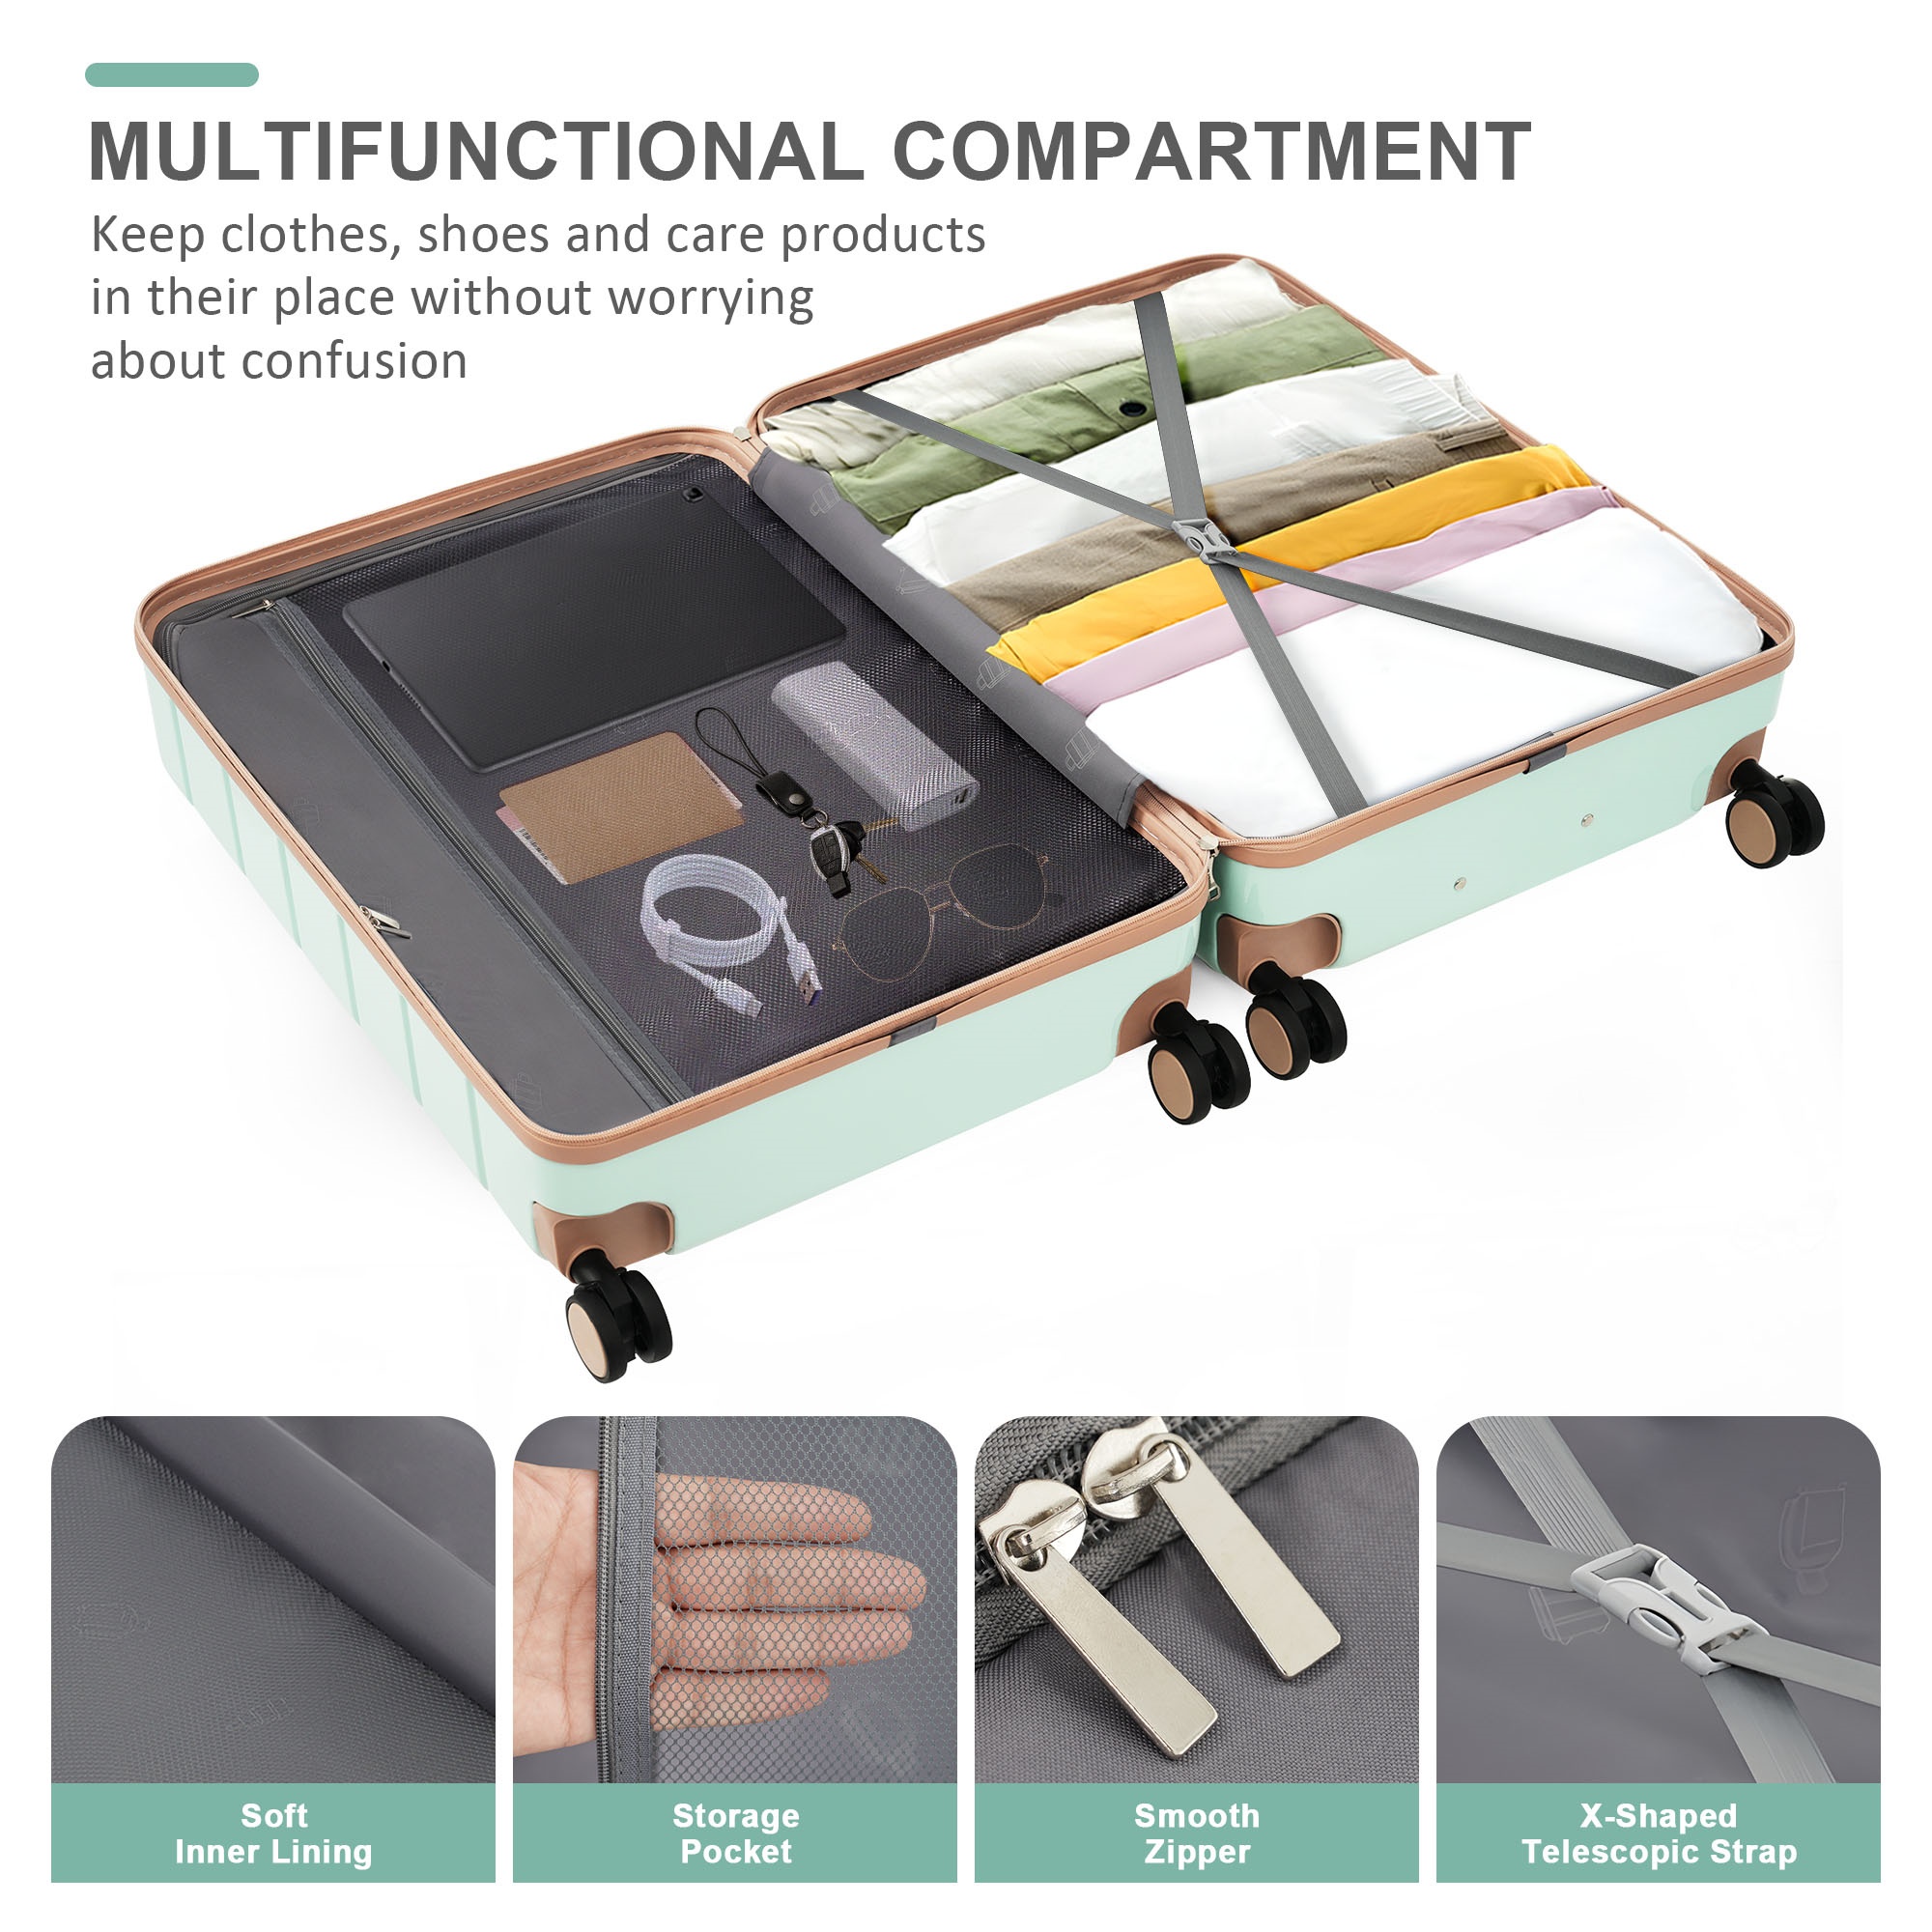 MULTIFUNCTIONAL COMPARTMENT
Keep clothes, shoes and care products
in their place without worrying
about confusion
Soft
Inner Lining
Storage
Pocket
Smooth
Zipper
X-Shaped
Telescopic Strap